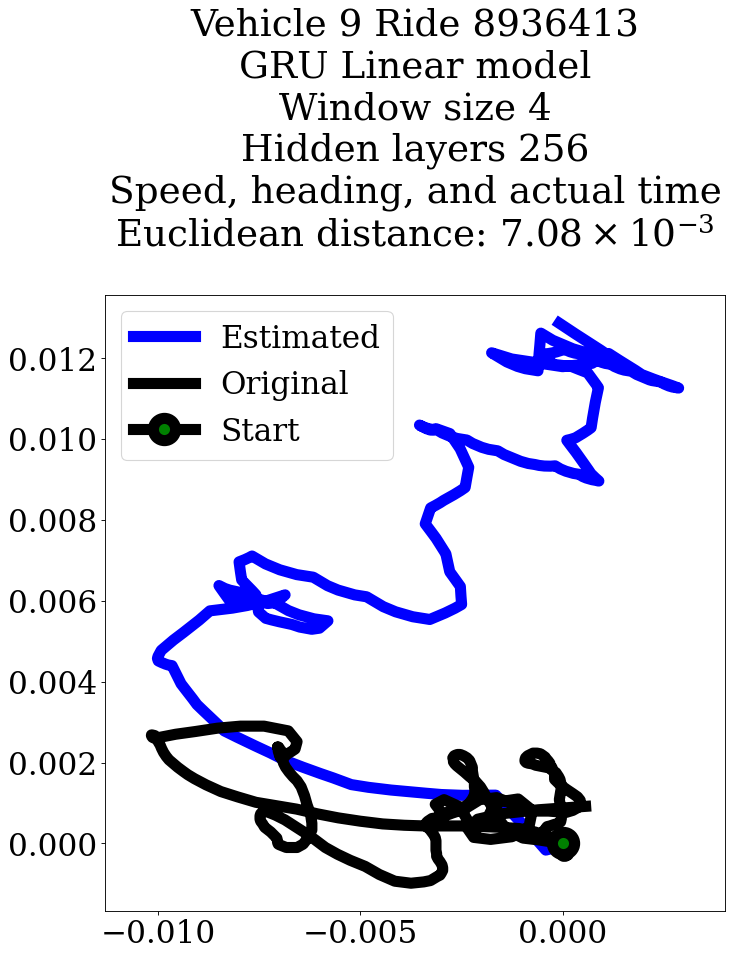 Vehicle 9 Ride 8936413
GRU Linear model
Window size 4
Hidden layers 256
Speed, heading, and actual time
Euclidean distance: 7.08 × 10⁻³
Estimated
Original
Start
0.012
0.010
0.008
0.006
0.004
0.002
0.000
−0.010 −0.005 0.000